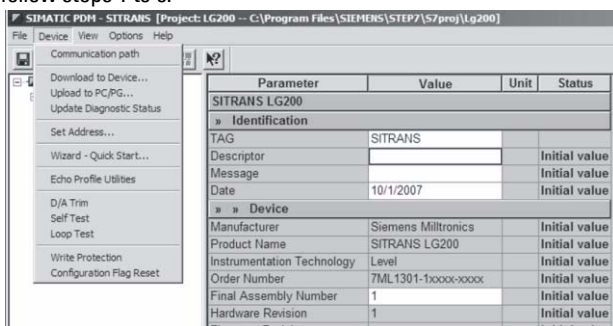 SIMATIC PDM - SITRANS [Project: LG200 -- C:\Program Files\SIEMENS\STEP7\S7proj\Lg200]
File Device View Options Help
Communication path
Download to Device...
Upload to PC/PG...
Update Diagnostic Status
Set Address...
Wizard - Quick Start...
Echo Profile Utilities
D/A Trim
Self Test
Loop Test
Write Protection
Configuration Flag Reset
Parameter Value Unit Status
SITRANS LG200
» Identification
TAG SITRANS
Descriptor Initial value
Message Initial value
Date 10/1/2007 Initial value
» » Device
Manufacturer Siemens Milltronics Initial value
Product Name SITRANS LG200 Initial value
Instrumentation Technology Level Initial value
Order Number 7ML1301-1xxxx-xxxx Initial value
Final Assembly Number 1 Initial value
Hardware Revision 1 Initial value